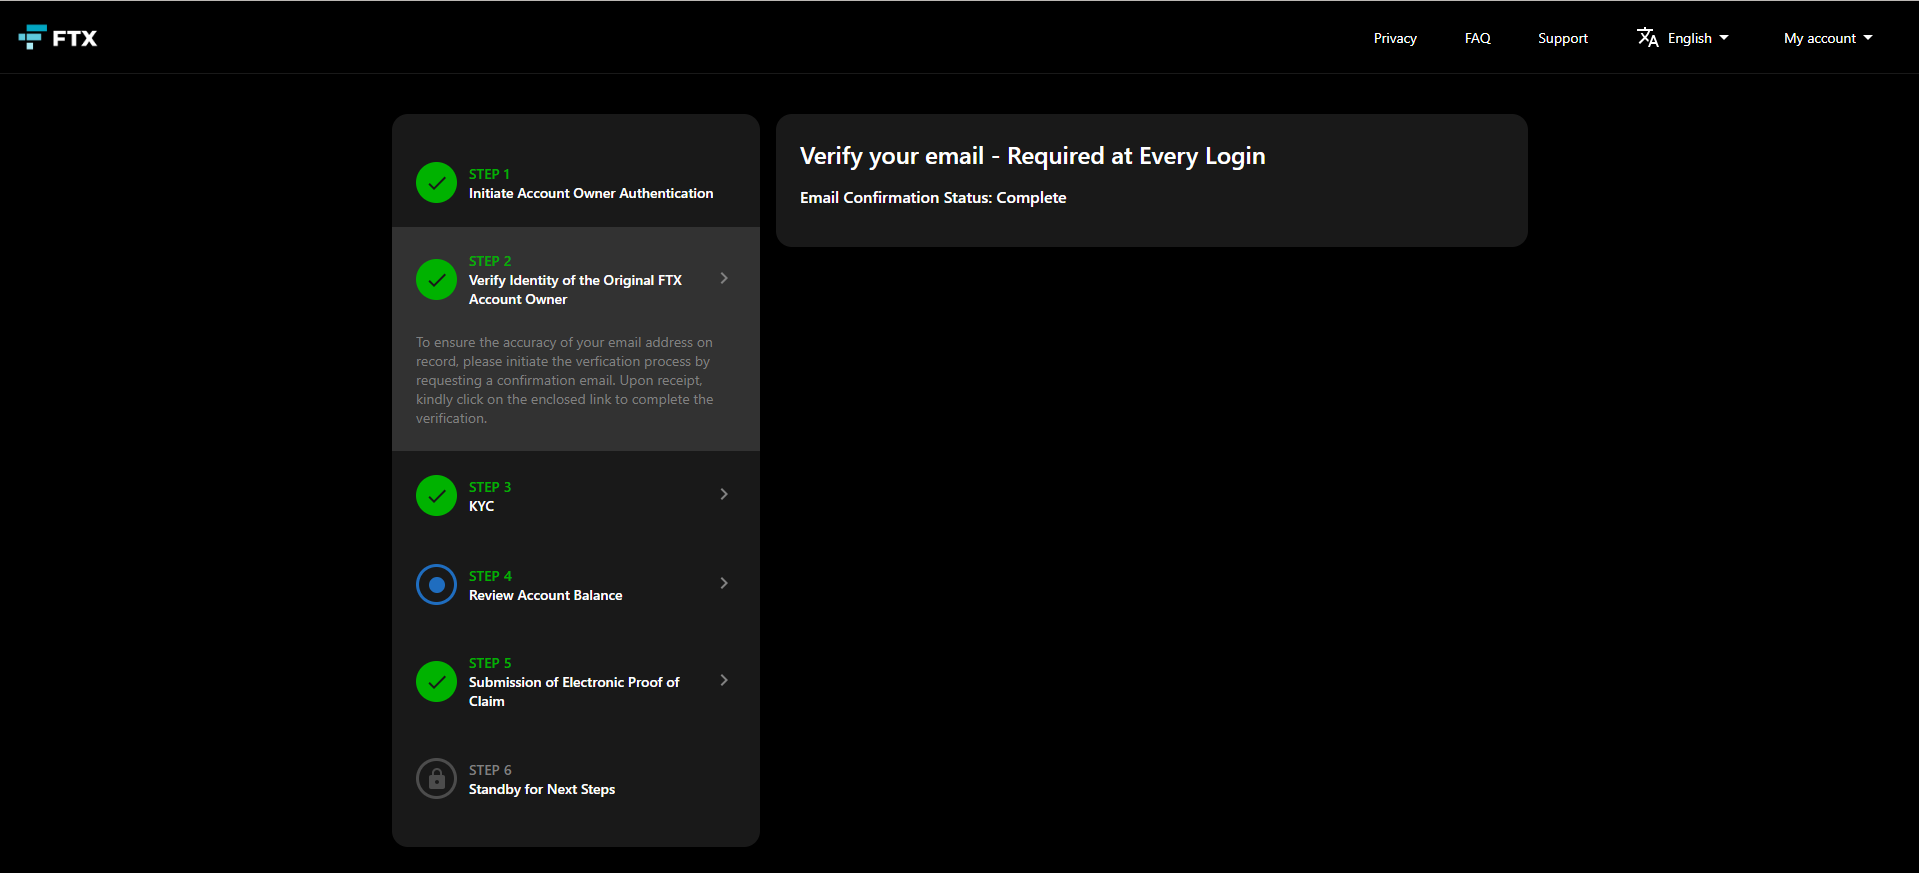 FTX
Privacy
FAQ
Support
English
My account
STEP 1
Initiate Account Owner Authentication
STEP 2
Verify Identity of the Original FTX
Account Owner
To ensure the accuracy of your email address on
record, please initiate the verfication process by
requesting a confirmation email. Upon receipt,
kindly click on the enclosed link to complete the
verification.
STEP 3
KYC
STEP 4
Review Account Balance
STEP 5
Submission of Electronic Proof of
Claim
STEP 6
Standby for Next Steps
Verify your email - Required at Every Login
Email Confirmation Status: Complete